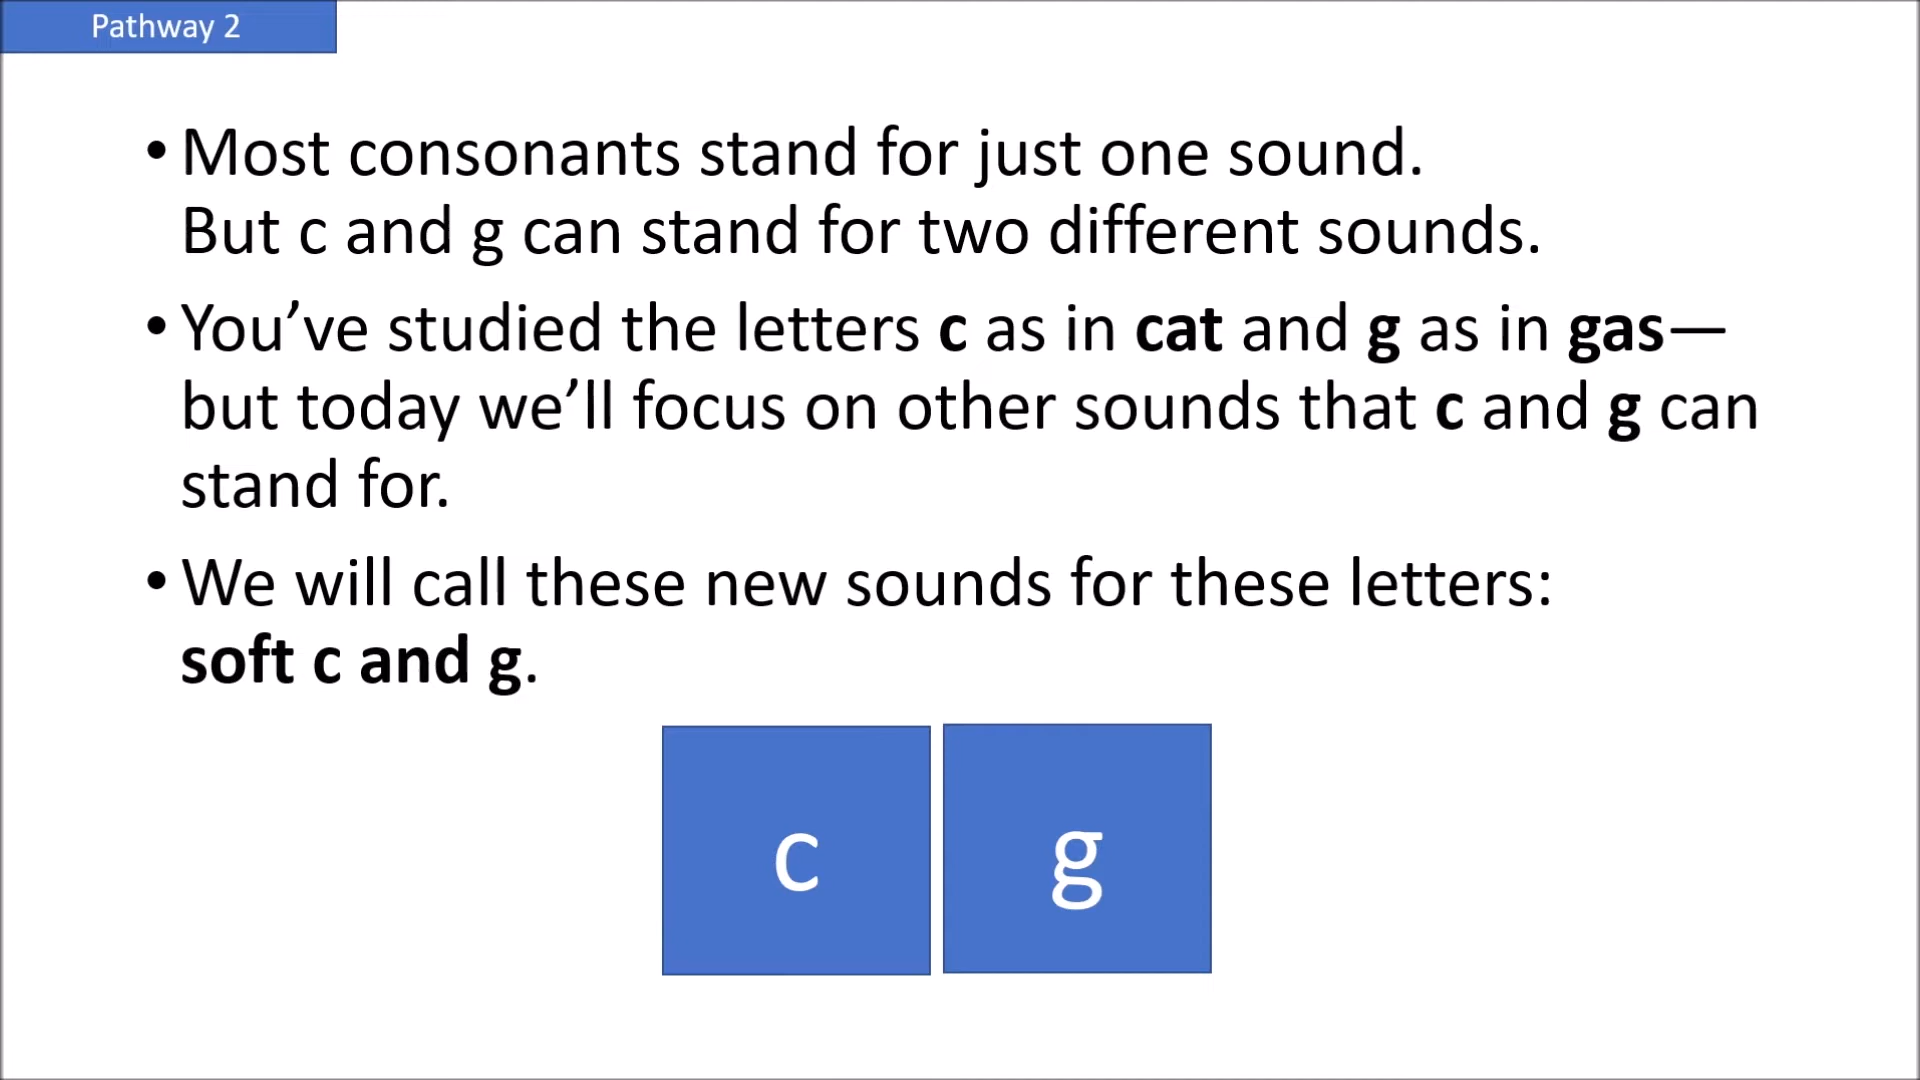 Pathway 2
• Most consonants stand for just one sound.
But c and g can stand for two different sounds.
• You’ve studied the letters c as in cat and g as in gas—
but today we’ll focus on other sounds that c and g can
stand for.
• We will call these new sounds for these letters:
soft c and g.
c g